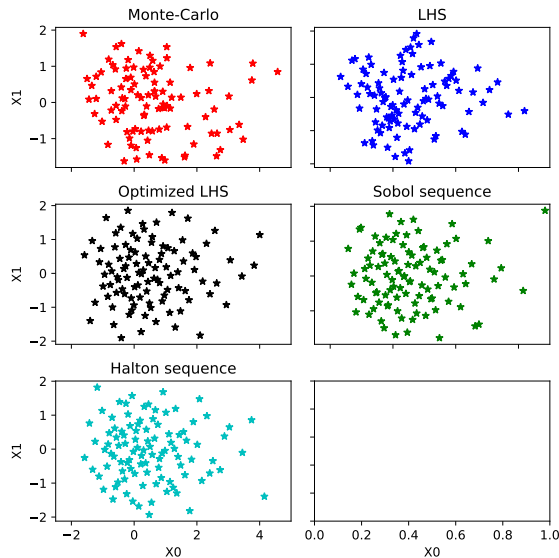 Monte-Carlo
LHS
2
1
0
−1
X1
Optimized LHS
Sobol sequence
2
1
0
−1
−2
X1
Halton sequence
2
1
0
−1
−2
X1
−2 0 2 4
0.0 0.2 0.4 0.6 0.8 1.0
X0
X0